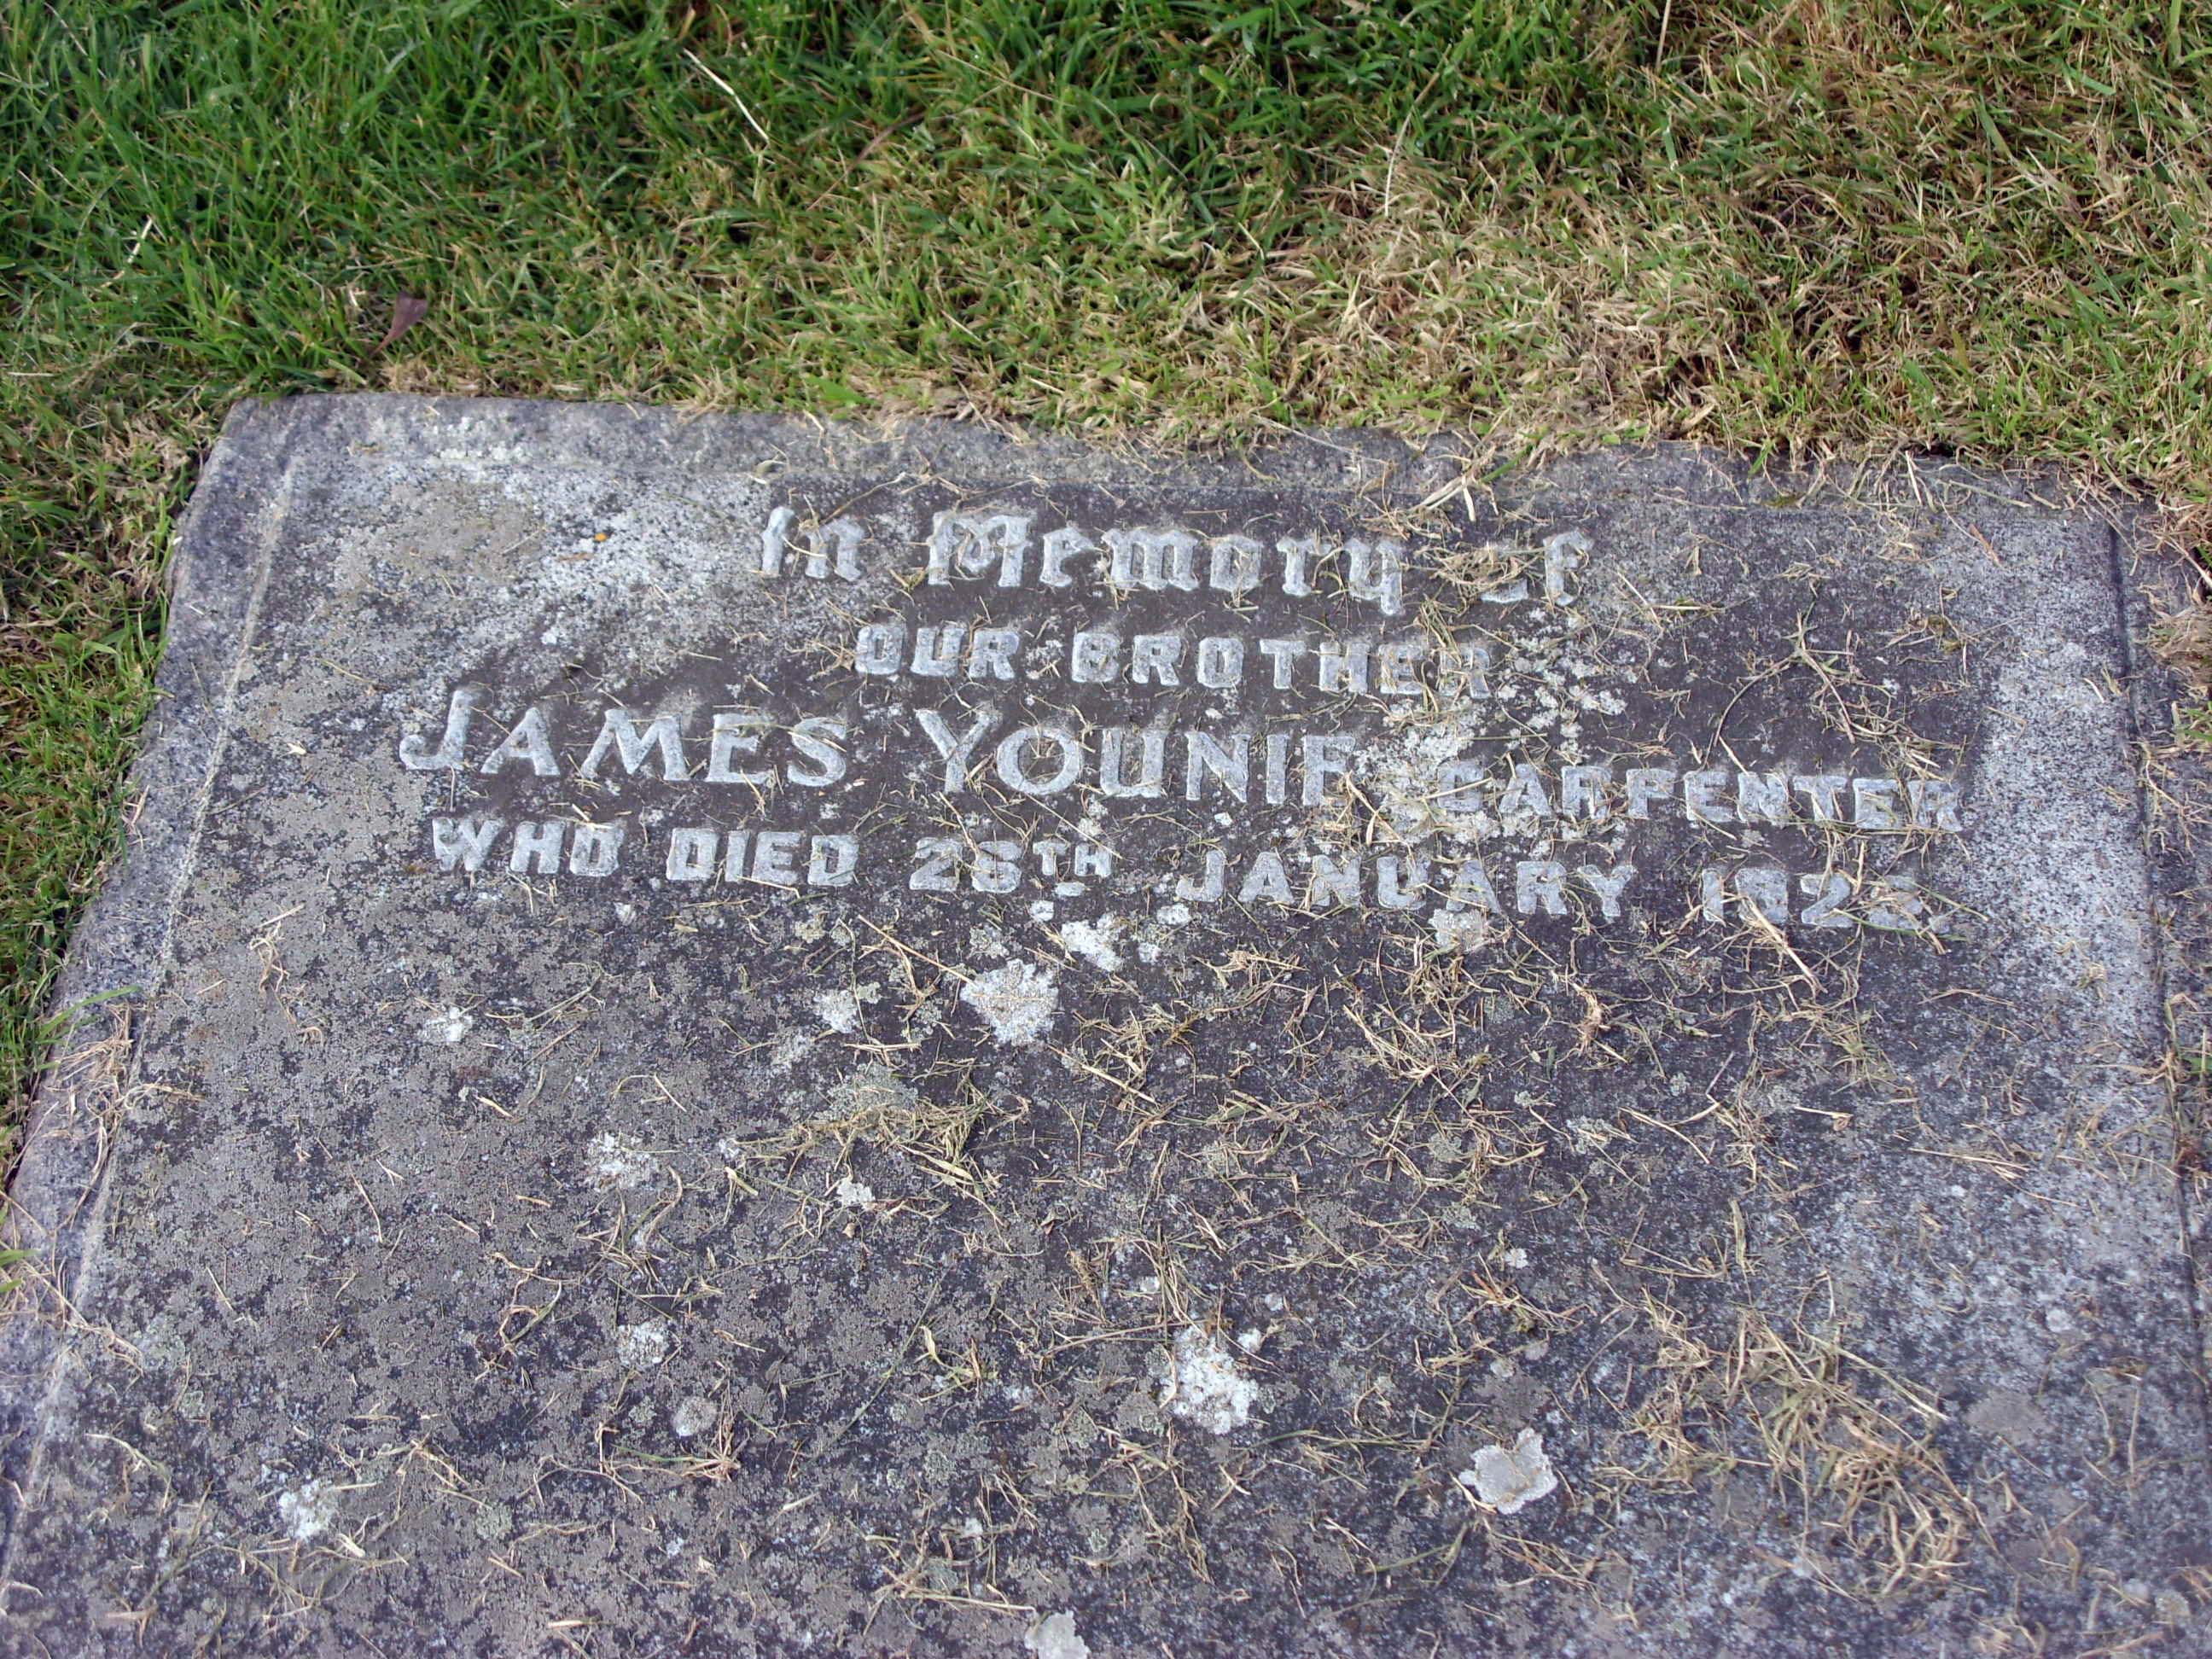 In Memory of
OUR BROTHER
JAMES YOUNIE CARPENTER
WHO DIED 28TH JANUARY